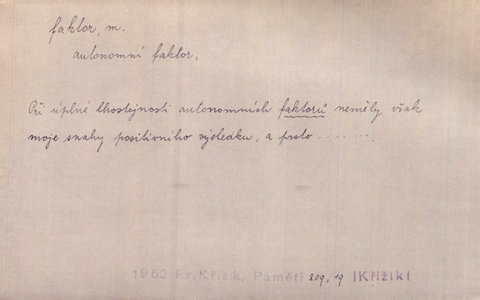 faktor, m.
autonomní faktor,
Při úplné lhostejnosti autonomních faktorů neměly však
moje snahy positivního výsledku, a proto ........
1952 Fr. Křižík, Paměti 209, 19 |Křižík|